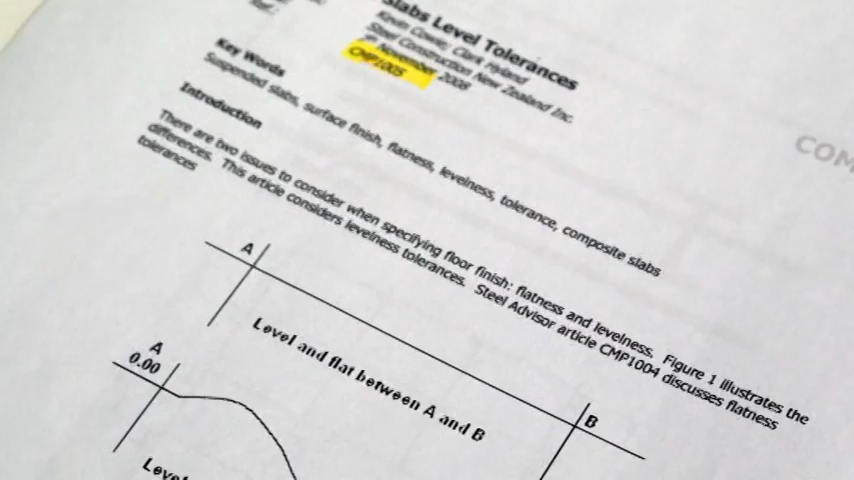 Slabs Level Tolerances
Kevin Cowie, Clark Hyland
Steel Construction New Zealand Inc.
November 2008
Ref.:
CMP1005
Key Words
Suspended slabs, surface finish, flatness, levelness, tolerance, composite slabs
Introduction
There are two issues to consider when specifying floor finish: flatness and levelness. Figure 1 illustrates the
differences. This article considers levelness tolerances. Steel Advisor article CMP1004 discusses flatness
tolerances
A
Level and flat between A and B
B
A
0.00
Level
COM